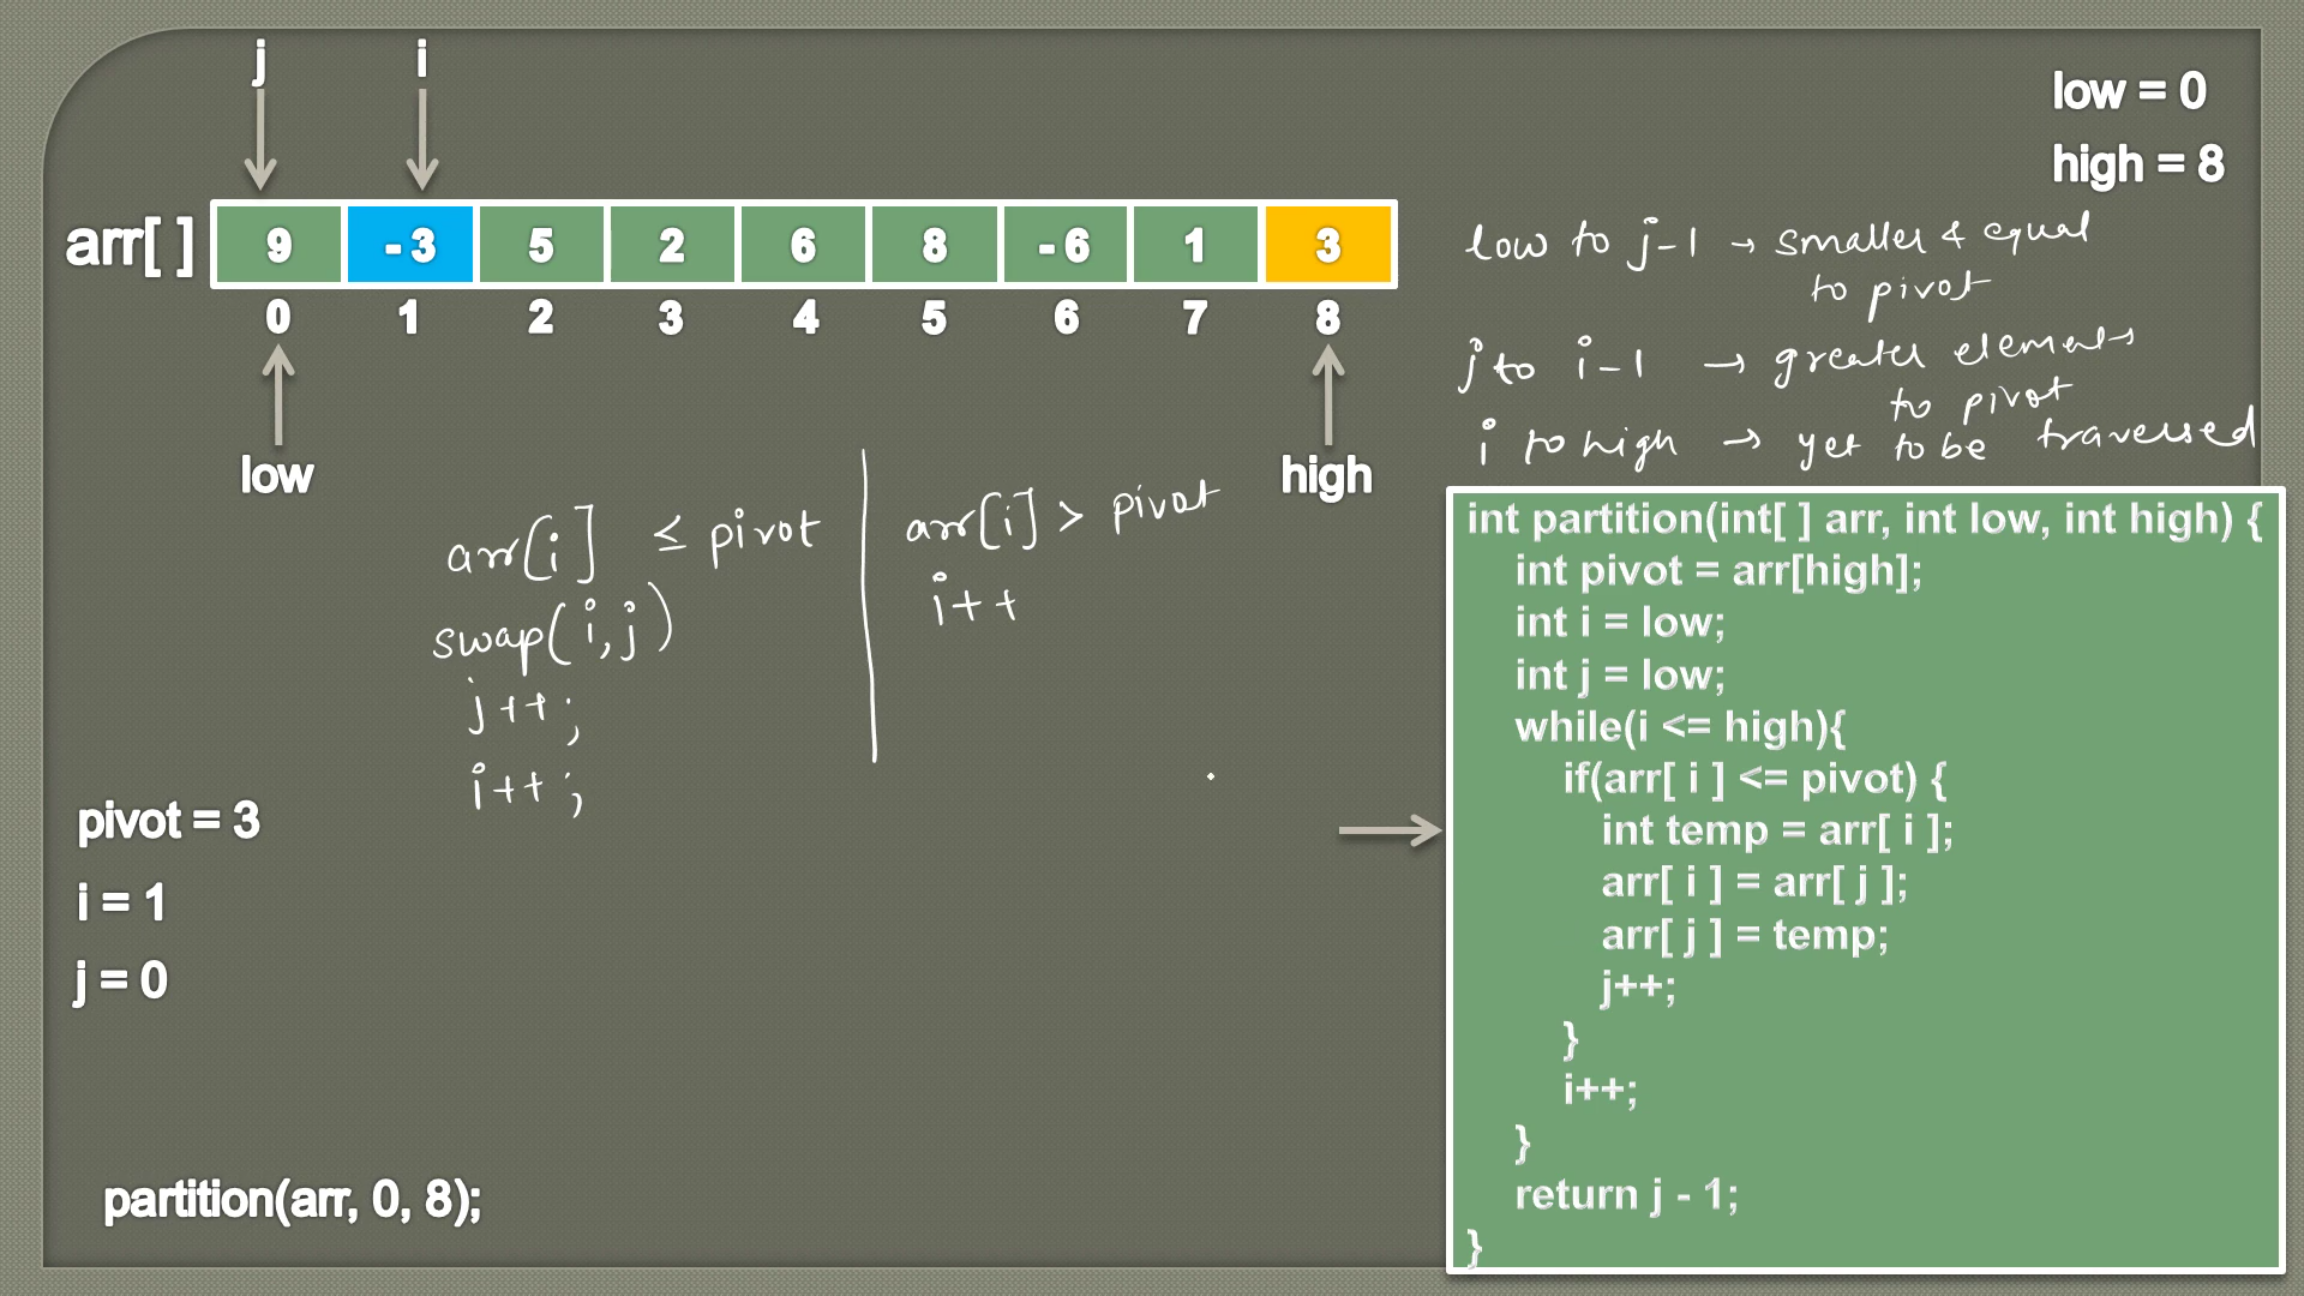 j i
low = 0
high = 8
arr[ ] 9 - 3 5 2 6 8 - 6 1 3
0 1 2 3 4 5 6 7 8
low high
low to j-1 → smaller & equal
to pivot
j to i-1 → greater elements
to pivot
i to high → yet to be traversed
arr[i] ≤ pivot
swap(i,j)
j++;
i++;
arr[i] > pivot
i++
pivot = 3
i = 1
j = 0
partition(arr, 0, 8);
int partition(int[ ] arr, int low, int high) {
int pivot = arr[high];
int i = low;
int j = low;
while(i <= high){
if(arr[ i ] <= pivot) {
int temp = arr[ i ];
arr[ i ] = arr[ j ];
arr[ j ] = temp;
j++;
}
i++;
}
return j - 1;
}